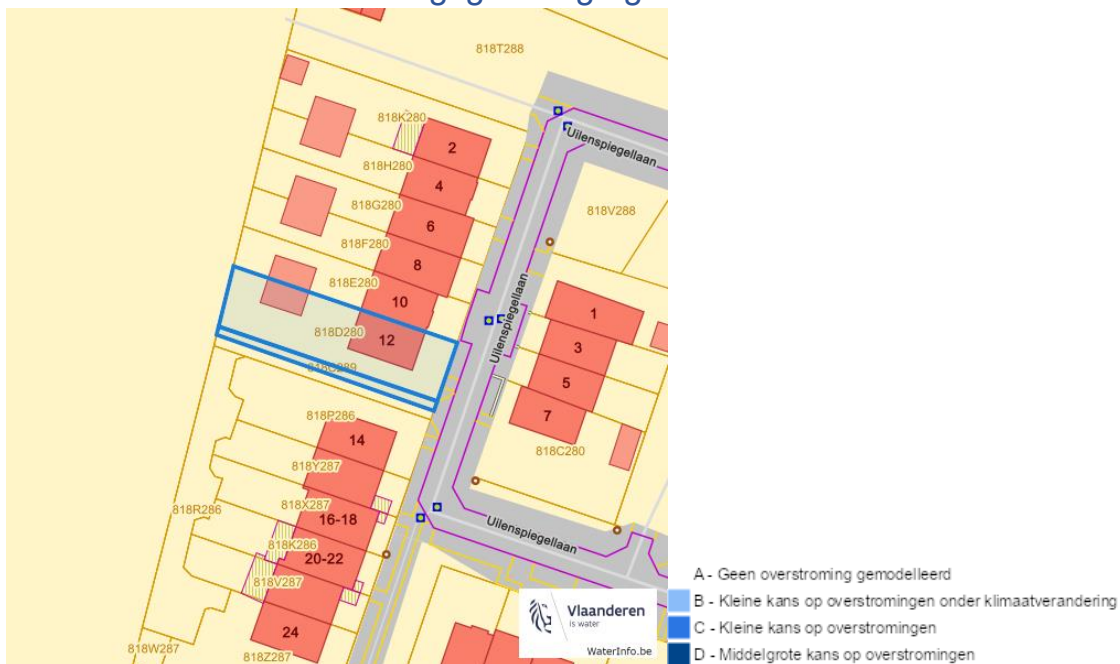 818T288
818K280
2
Uilenspiegellaan
818H280
4
818G280
818V288
6
818F280
8
818E280
10
1
818D280
12
Uilenspiegellaan
3
5
7
818P286
14
818C280
818Y287
818R286
818X287
16-18
818K286
20-22
Uilenspiegellaan
818V287
24
818W287
818Z287
Vlaanderen
is water
WaterInfo.be
A - Geen overstroming gemodelleerd
B - Kleine kans op overstromingen onder klimaatverandering
C - Kleine kans op overstromingen
D - Middelgrote kans op overstromingen